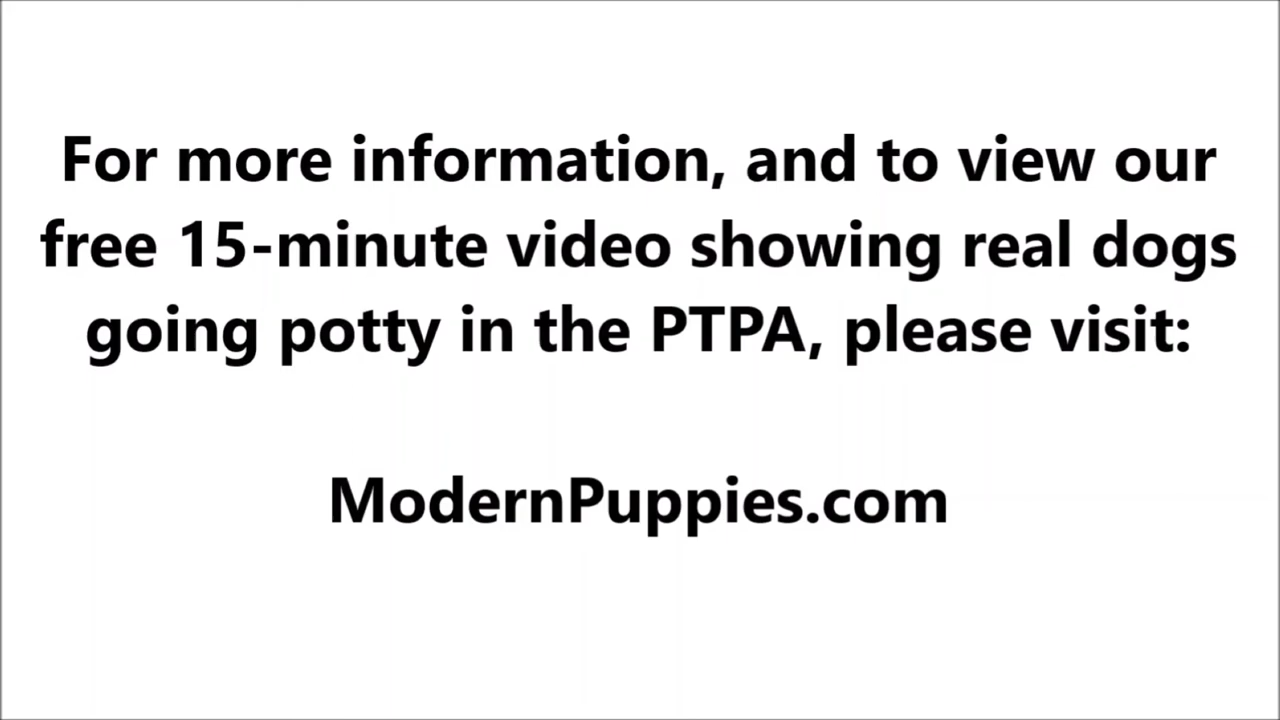 For more information, and to view our
free 15-minute video showing real dogs
going potty in the PTPA, please visit:
ModernPuppies.com